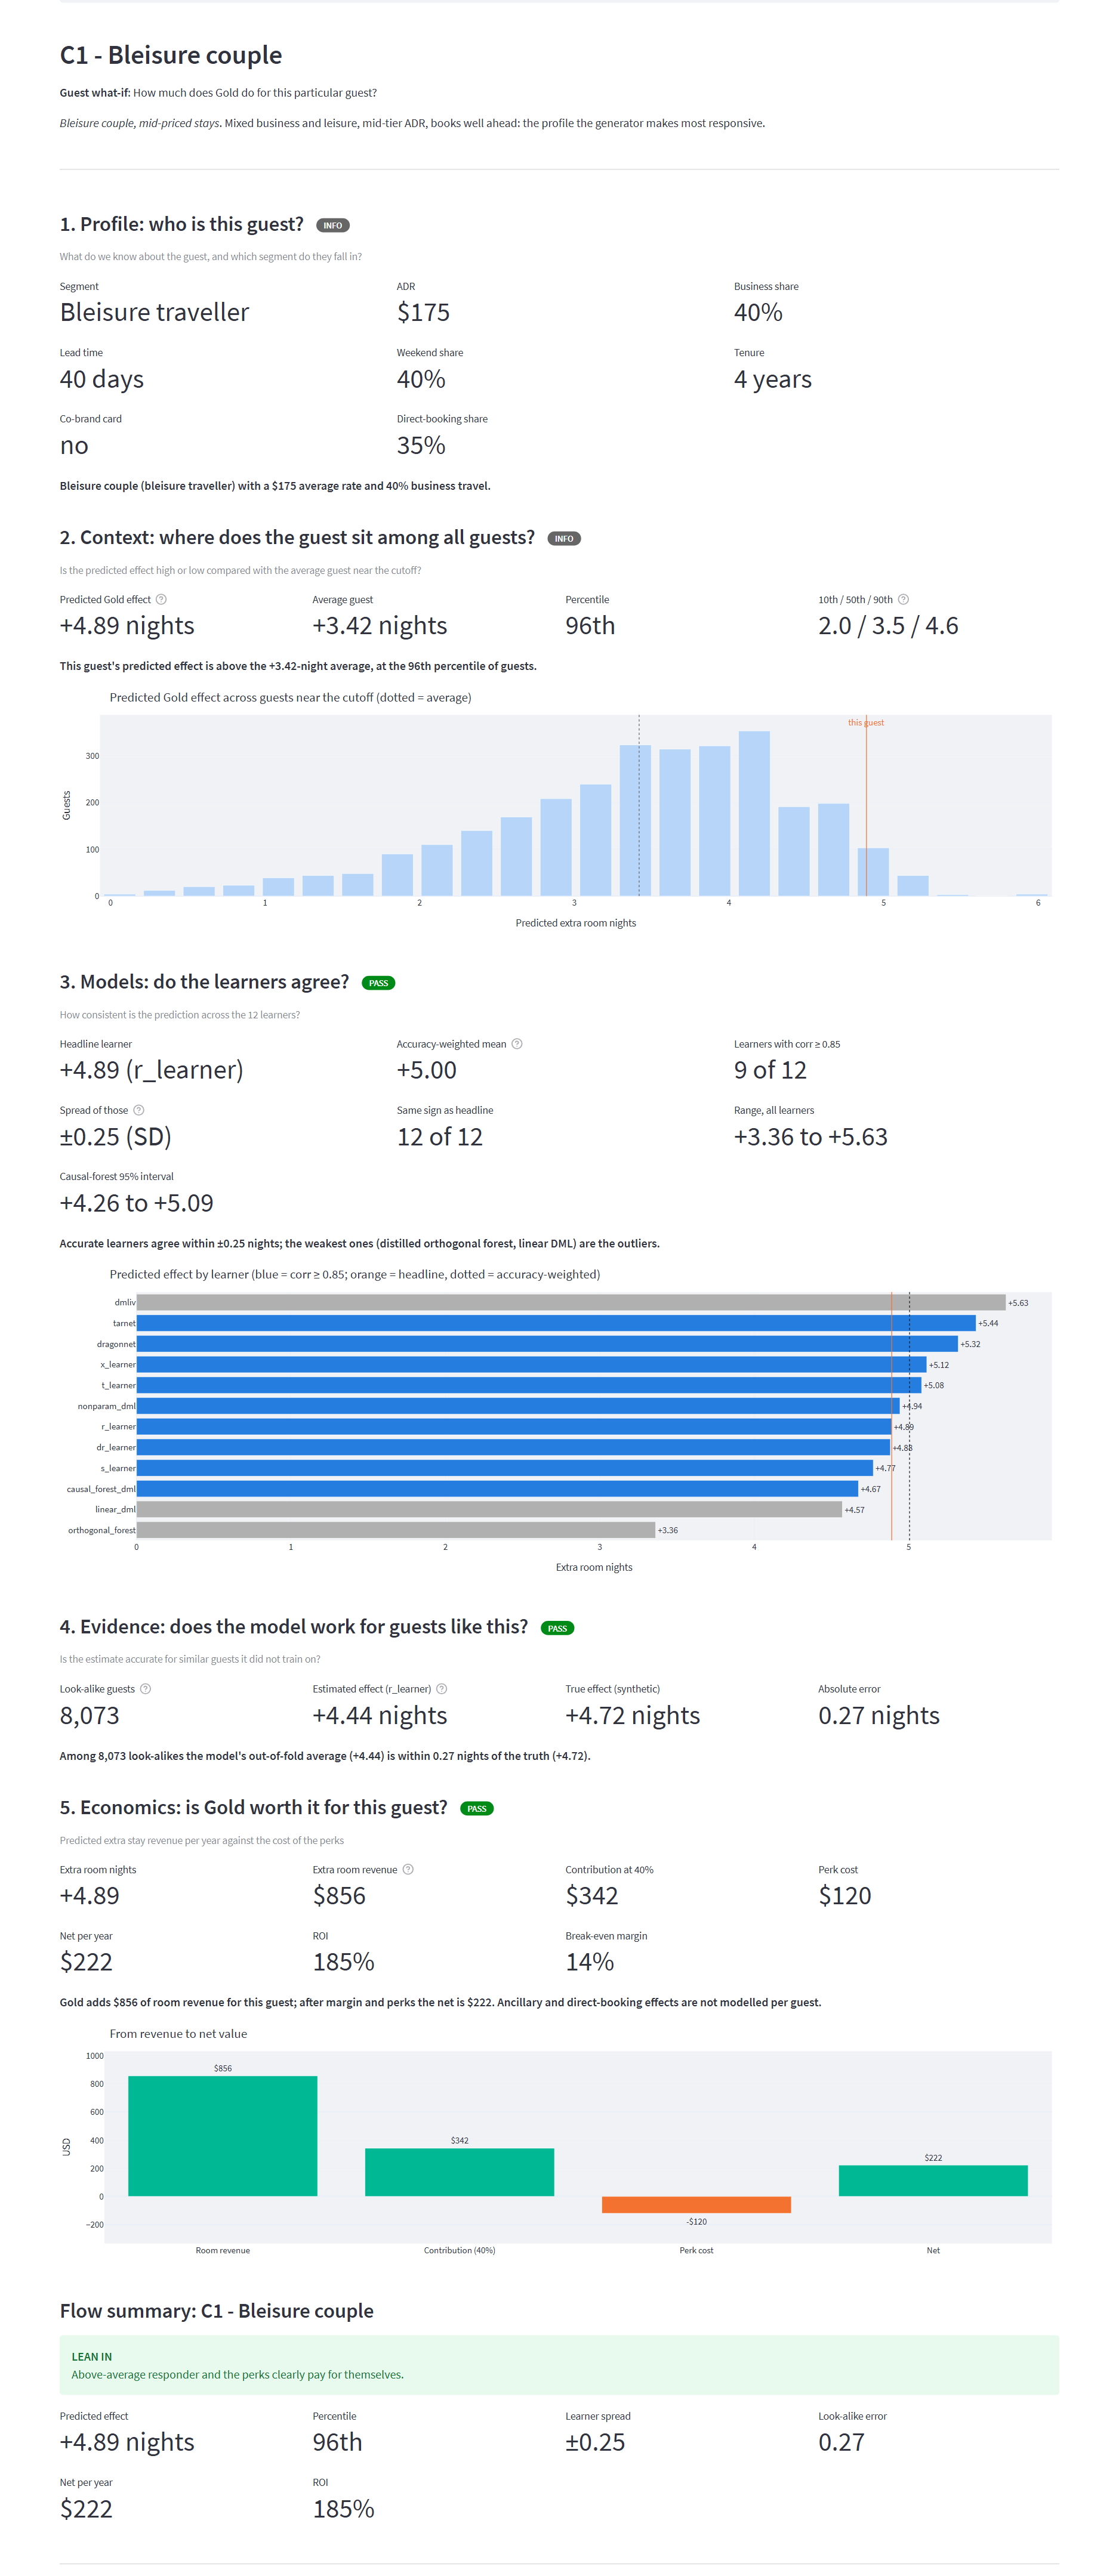 C1 - Bleisure couple
Guest what-if: How much does Gold do for this particular guest?
Bleisure couple, mid-priced stays. Mixed business and leisure, mid-tier ADR, books well ahead: the profile the generator makes most responsive.
1. Profile: who is this guest? INFO
What do we know about the guest, and which segment do they fall in?
Segment ADR Business share
Bleisure traveller $175 40%
Lead time Weekend share Tenure
40 days 40% 4 years
Co-brand card Direct-booking share
no 35%
Bleisure couple (bleisure traveller) with a $175 average rate and 40% business travel.
2. Context: where does the guest sit among all guests? INFO
Is the predicted effect high or low compared with the average guest near the cutoff?
Predicted Gold effect ? Average guest Percentile 10th / 50th / 90th ?
+4.89 nights +3.42 nights 96th 2.0 / 3.5 / 4.6
This guest's predicted effect is above the +3.42-night average, at the 96th percentile of guests.
Predicted Gold effect across guests near the cutoff (dotted = average)
this guest
300
200
100
0
Guests
0 1 2 3 4 5 6
Predicted extra room nights
3. Models: do the learners agree? PASS
How consistent is the prediction across the 12 learners?
Headline learner Accuracy-weighted mean ? Learners with corr ≥ 0.85
+4.89 (r_learner) +5.00 9 of 12
Spread of those ? Same sign as headline Range, all learners
±0.25 (SD) 12 of 12 +3.36 to +5.63
Causal-forest 95% interval
+4.26 to +5.09
Accurate learners agree within ±0.25 nights; the weakest ones (distilled orthogonal forest, linear DML) are the outliers.
Predicted effect by learner (blue = corr ≥ 0.85; orange = headline, dotted = accuracy-weighted)
dmliv +5.63
tarnet +5.44
dragonnet +5.32
x_learner +5.12
t_learner +5.08
nonparam_dml +4.94
r_learner +4.89
dr_learner +4.88
s_learner +4.77
causal_forest_dml +4.67
linear_dml +4.57
orthogonal_forest +3.36
0 1 2 3 4 5
Extra room nights
4. Evidence: does the model work for guests like this? PASS
Is the estimate accurate for similar guests it did not train on?
Look-alike guests ? Estimated effect (r_learner) ? True effect (synthetic) Absolute error
8,073 +4.44 nights +4.72 nights 0.27 nights
Among 8,073 look-alikes the model's out-of-fold average (+4.44) is within 0.27 nights of the truth (+4.72).
5. Economics: is Gold worth it for this guest? PASS
Predicted extra stay revenue per year against the cost of the perks
Extra room nights Extra room revenue ? Contribution at 40% Perk cost
+4.89 $856 $342 $120
Net per year ROI Break-even margin
$222 185% 14%
Gold adds $856 of room revenue for this guest; after margin and perks the net is $222. Ancillary and direct-booking effects are not modelled per guest.
From revenue to net value
1000
800
600
400
200
0
−200
USD
$856
$342
-$120
$222
Room revenue Contribution (40%) Perk cost Net
Flow summary: C1 - Bleisure couple
LEAN IN
Above-average responder and the perks clearly pay for themselves.
Predicted effect Percentile Learner spread Look-alike error
+4.89 nights 96th ±0.25 0.27
Net per year ROI
$222 185%